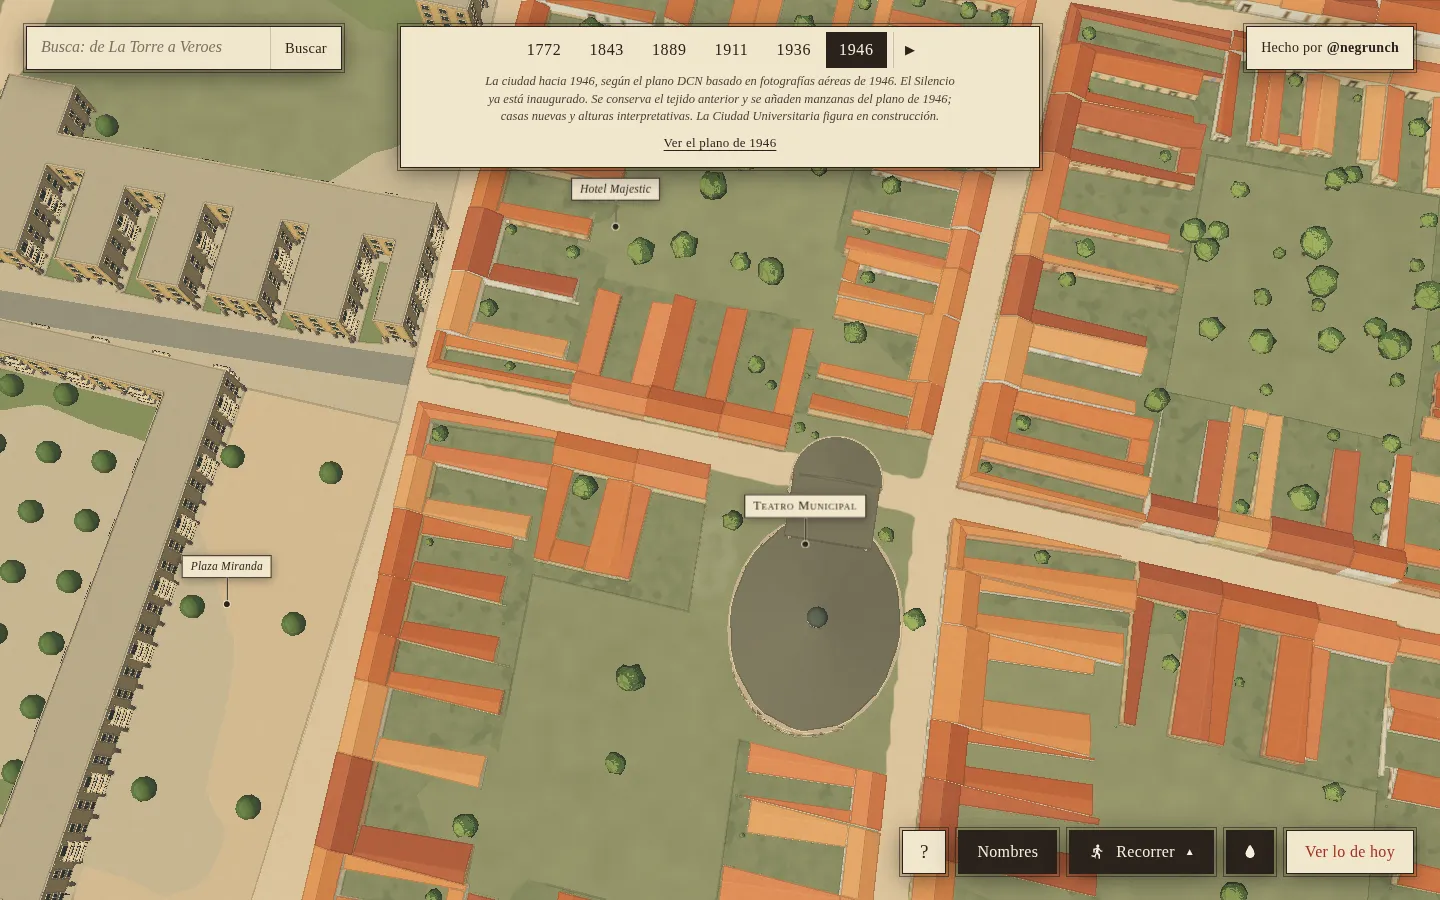 Busca: de La Torre a Veroes
Buscar
1772 1843 1889 1911 1936 1946 ▶
La ciudad hacia 1946, según el plano DCN basado en fotografías aéreas de 1946. El Silencio
ya está inaugurado. Se conserva el tejido anterior y se añaden manzanas del plano de 1946;
casas nuevas y alturas interpretativas. La Ciudad Universitaria figura en construcción.
Ver el plano de 1946
Hecho por @negrunch
Hotel Majestic
Teatro Municipal
Plaza Miranda
?
Nombres
Recorrer ▲
Ver lo de hoy